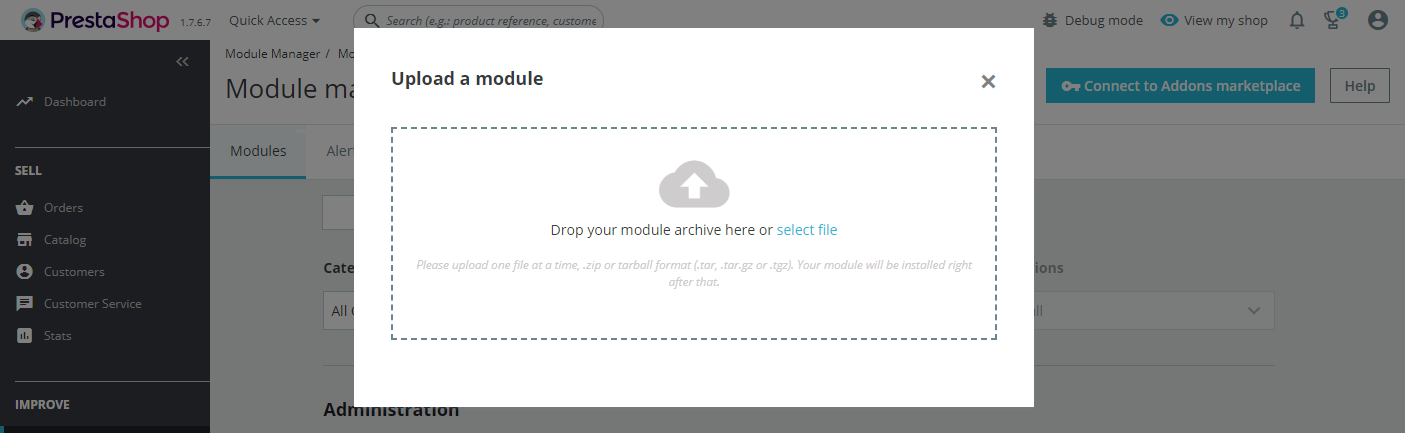 PrestaShop 1.7.6.7 Quick Access Search (e.g.: product reference, custome Debug mode View my shop 3
Module Manager / Mo
Module ma
Connect to Addons marketplace Help
Modules Aler
Dashboard
SELL
Orders
Catalog
Customers
Customer Service
Stats
IMPROVE
Upload a module
Drop your module archive here or select file
Please upload one file at a time, .zip or tarball format (.tar, .tar.gz or .tgz). Your module will be installed right
after that.
Cate
ions
All
all
Administration